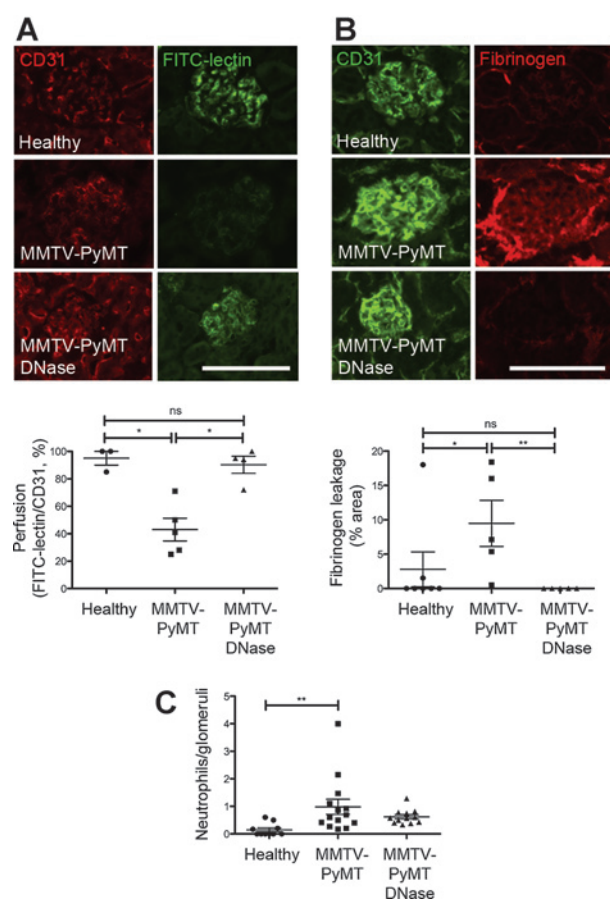 A
CD31
FITC-lectin
Healthy
MMTV-PyMT
MMTV-PyMT
DNase
ns
*
*
Perfusion
(FITC-lectin/CD31, %)
100
80
60
40
20
0
Healthy
MMTV-
PyMT
MMTV-
PyMT
DNase
B
CD31
Fibrinogen
Healthy
MMTV-PyMT
MMTV-PyMT
DNase
ns
*
**
Fibrinogen leakage
(% area)
20
15
10
5
0
Healthy
MMTV-
PyMT
MMTV-
PyMT
DNase
C
**
Neutrophils/glomeruli
5
4
3
2
1
0
Healthy
MMTV-
PyMT
MMTV-
PyMT
DNase